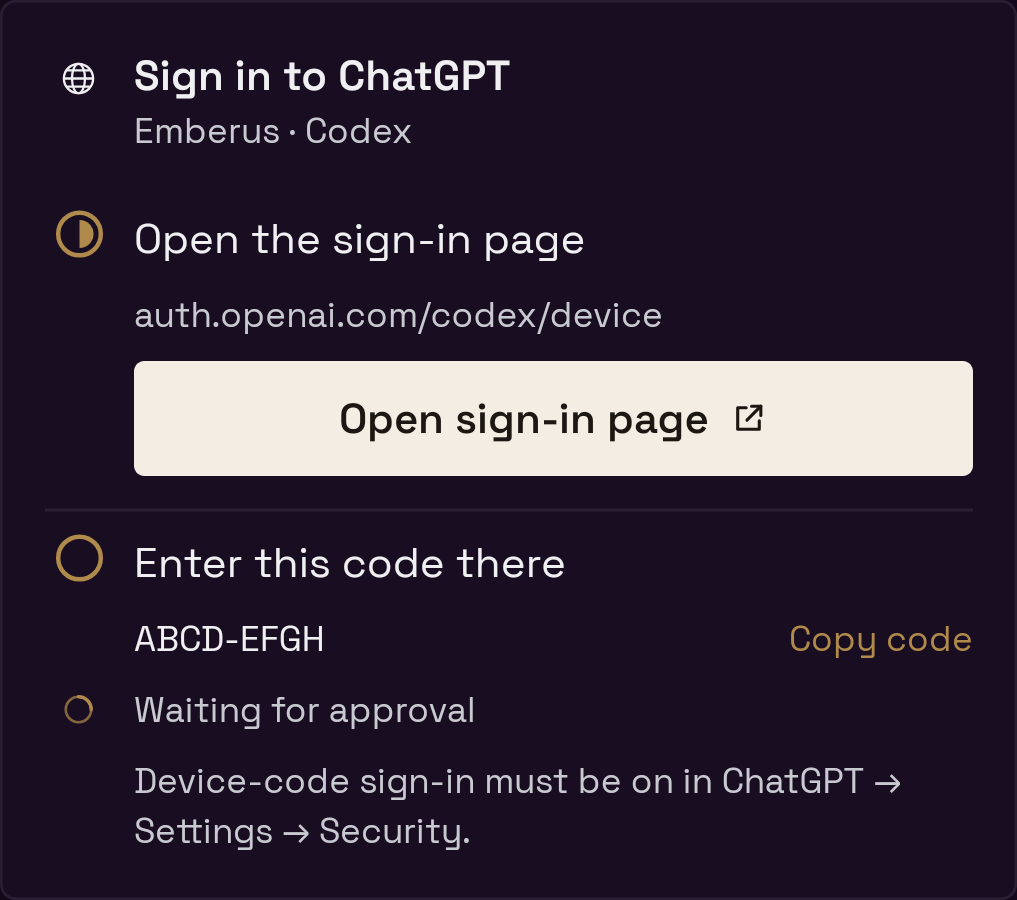 Sign in to ChatGPT
Emberus · Codex
Open the sign-in page
auth.openai.com/codex/device
Open sign-in page
Enter this code there
ABCD-EFGH
Copy code
Waiting for approval
Device-code sign-in must be on in ChatGPT →
Settings → Security.